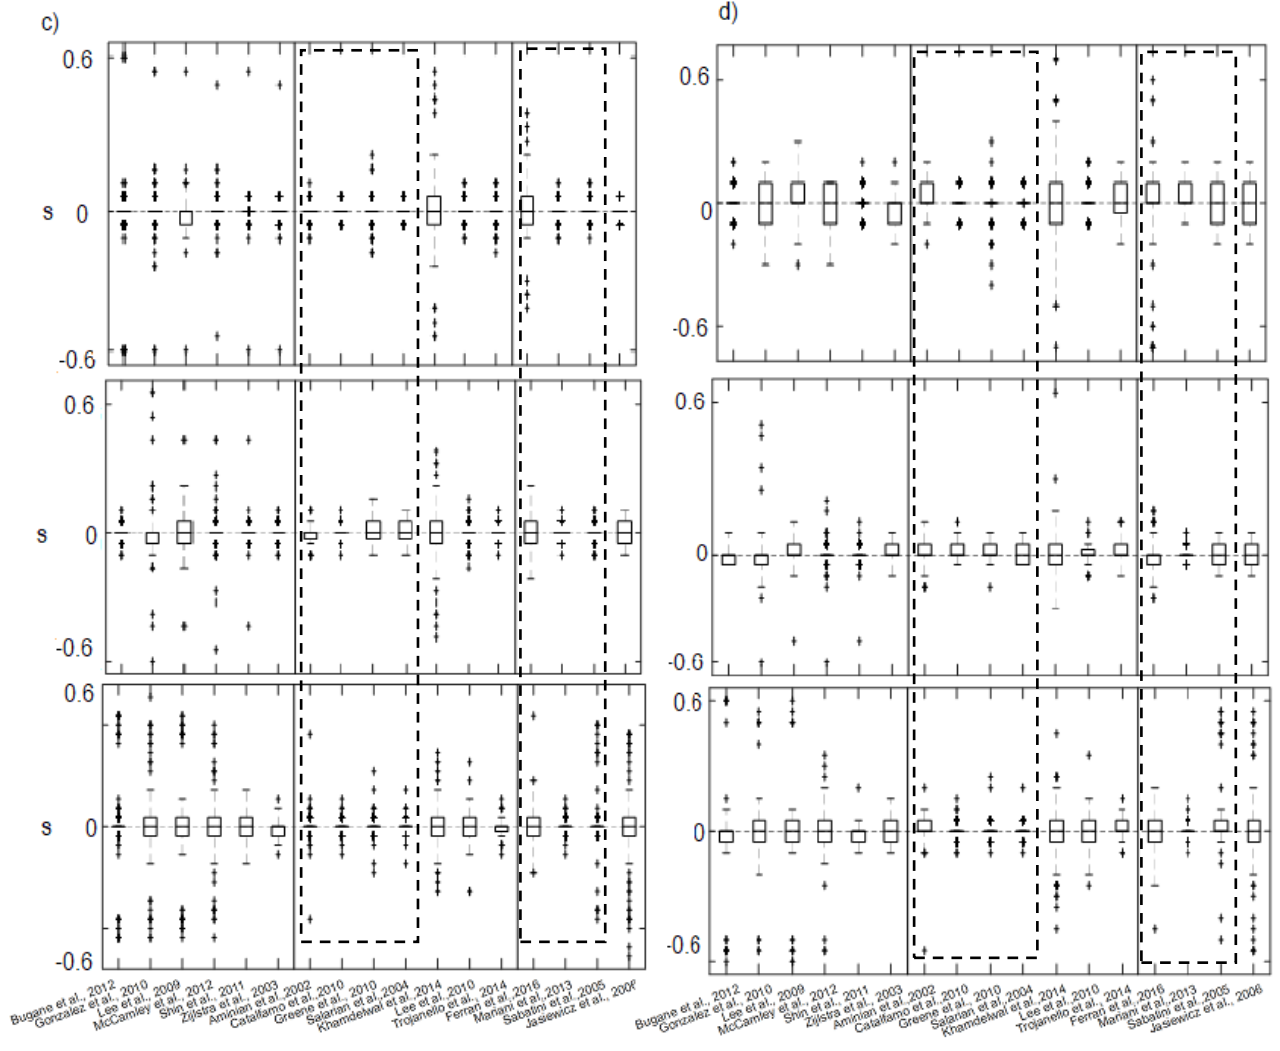 c)
d)
0.6
0
-0.6
s
0.6
0
-0.6
0.6
0
-0.6
s
0.6
0
-0.6
0.6
0
-0.6
s
0.6
0
-0.6
Bugane et al., 2012
Gonzalez et al., 2010
Lee et al., 2009
McCamley et al., 2012
Shin et al., 2011
Zijlstra et al., 2003
Aminian et al., 2002
Catalfamo et al., 2010
Greene et al., 2010
Salarian et al., 2004
Khamdelwal et al., 2014
Lee et al., 2010
Trojanello et al., 2014
Ferrari et al., 2016
Mariani et al., 2013
Sabatini et al., 2005
Jasiewicz et al., 2006
Bugane et al., 2012
Gonzalez et al., 2010
Lee et al., 2009
McCamley et al., 2012
Shin et al., 2011
Zijlstra et al., 2003
Aminian et al., 2002
Catalfamo et al., 2010
Greene et al., 2010
Salarian et al., 2004
Khamdelwal et al., 2014
Lee et al., 2010
Trojanello et al., 2014
Ferrari et al., 2016
Mariani et al., 2013
Sabatini et al., 2005
Jasiewicz et al., 2006